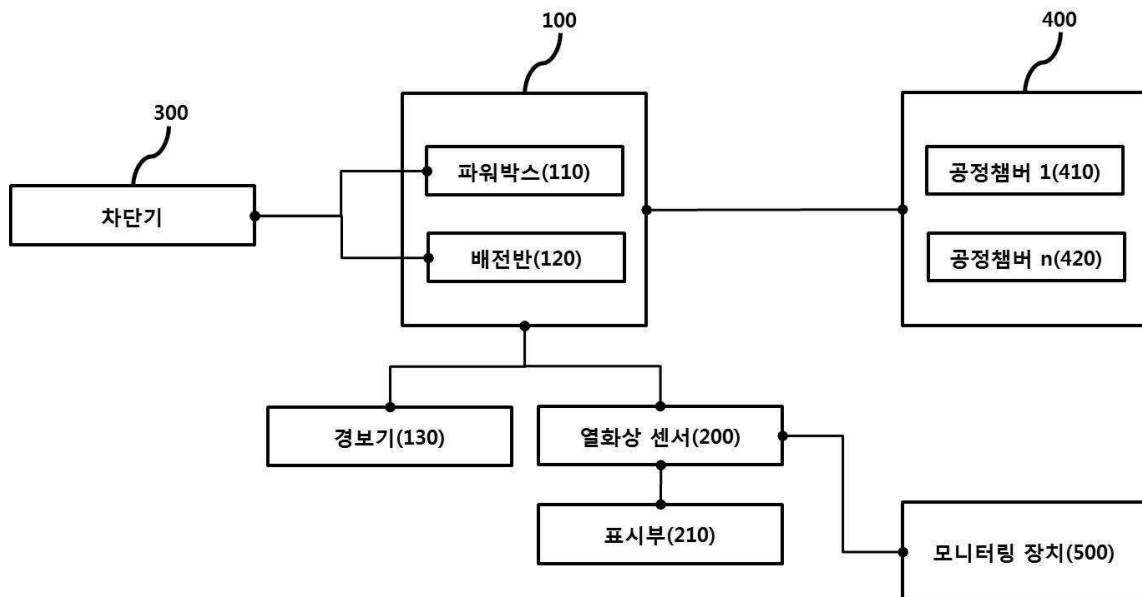 100
400
300
파워박스(110)
공정챔버 1(410)
차단기
배전반(120)
공정챔버 n(420)
경보기(130)
열화상 센서(200)
표시부(210)
모니터링 장치(500)